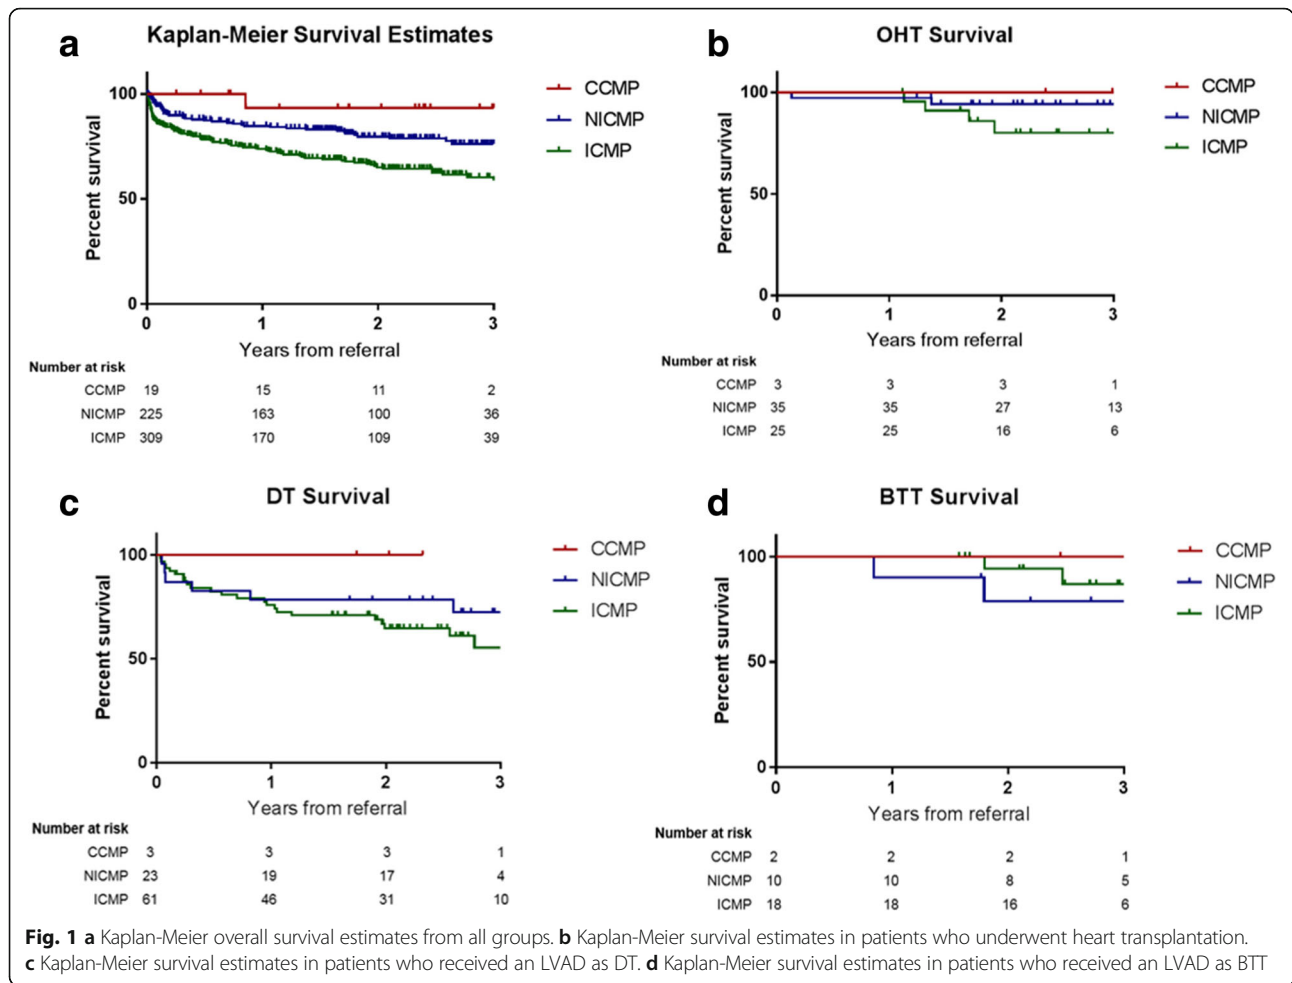 a
Kaplan-Meier Survival Estimates
100
50
0
Percent survival
CCMP
NICMP
ICMP
0 1 2 3
Years from referral
Number at risk
CCMP 19 15 11 2
NICMP 225 163 100 36
ICMP 309 170 109 39
b
OHT Survival
100
50
0
Percent survival
CCMP
NICMP
ICMP
0 1 2 3
Years from referral
Number at risk
CCMP 3 3 3 1
NICMP 35 35 27 13
ICMP 25 25 16 6
c
DT Survival
100
50
0
Percent survival
CCMP
NICMP
ICMP
0 1 2 3
Years from referral
Number at risk
CCMP 3 3 3 1
NICMP 23 19 17 4
ICMP 61 46 31 10
d
BTT Survival
100
50
0
Percent survival
CCMP
NICMP
ICMP
0 1 2 3
Years from referral
Number at risk
CCMP 2 2 2 1
NICMP 10 10 8 5
ICMP 18 18 16 6
Fig. 1 a Kaplan-Meier overall survival estimates from all groups. b Kaplan-Meier survival estimates in patients who underwent heart transplantation.
c Kaplan-Meier survival estimates in patients who received an LVAD as DT. d Kaplan-Meier survival estimates in patients who received an LVAD as BTT